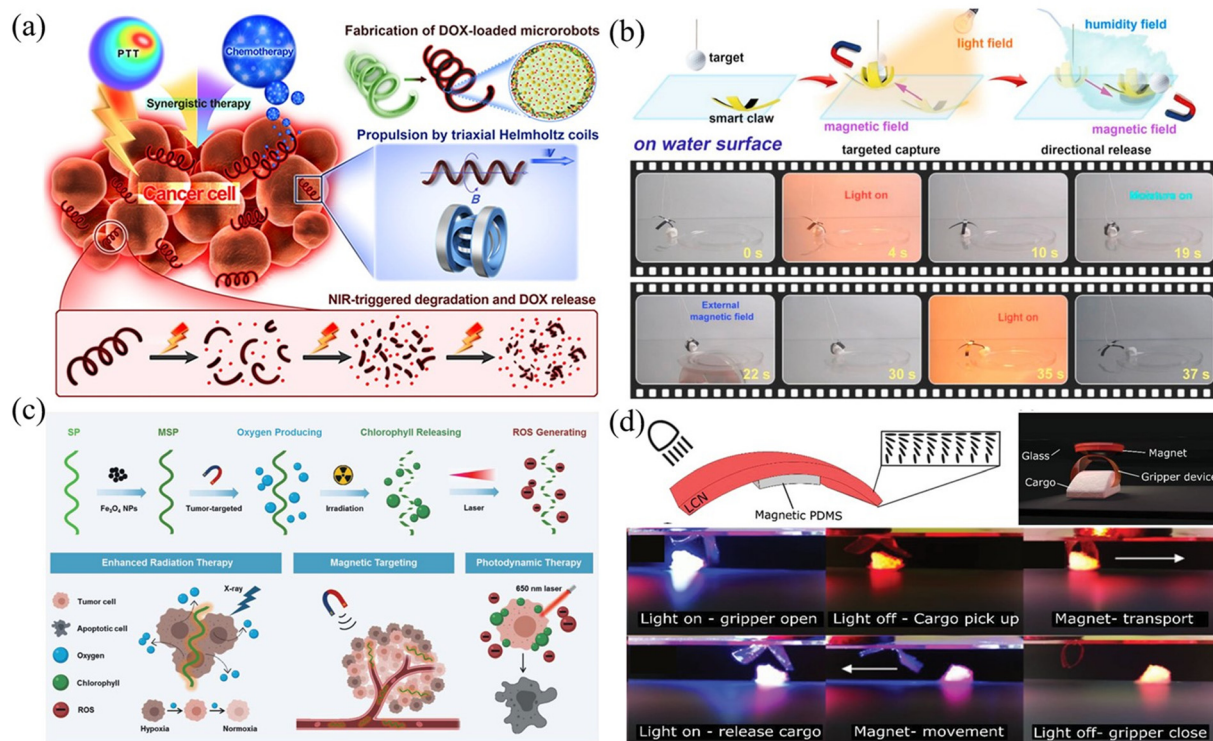 (a)
PTT
Chemotherapy
Synergistic therapy
Cancer cell
Fabrication of DOX-loaded microrobots
Propulsion by triaxial Helmholtz coils
V
B
NIR-triggered degradation and DOX release
(b)
target
smart claw
light field
magnetic field
humidity field
magnetic field
on water surface
targeted capture
directional release
0 s
Light on
4 s
10 s
Moisture on
19 s
External
magnetic field
22 s
30 s
Light on
35 s
37 s
(c)
SP
MSP
Oxygen Producing
Chlorophyll Releasing
ROS Generating
Fe3O4 NPs
Tumor-targeted
Irradiation
Laser
Enhanced Radiation Therapy
Magnetic Targeting
Photodynamic Therapy
Tumor cell
Apoptotic cell
Oxygen
Chlorophyll
ROS
X-ray
Hypoxia
Normoxia
650 nm laser
(d)
LCN
Magnetic PDMS
Glass
Magnet
Gripper device
Cargo
Light on - gripper open
Light off - Cargo pick up
Magnet- transport
Light on - release cargo
Magnet- movement
Light off- gripper close